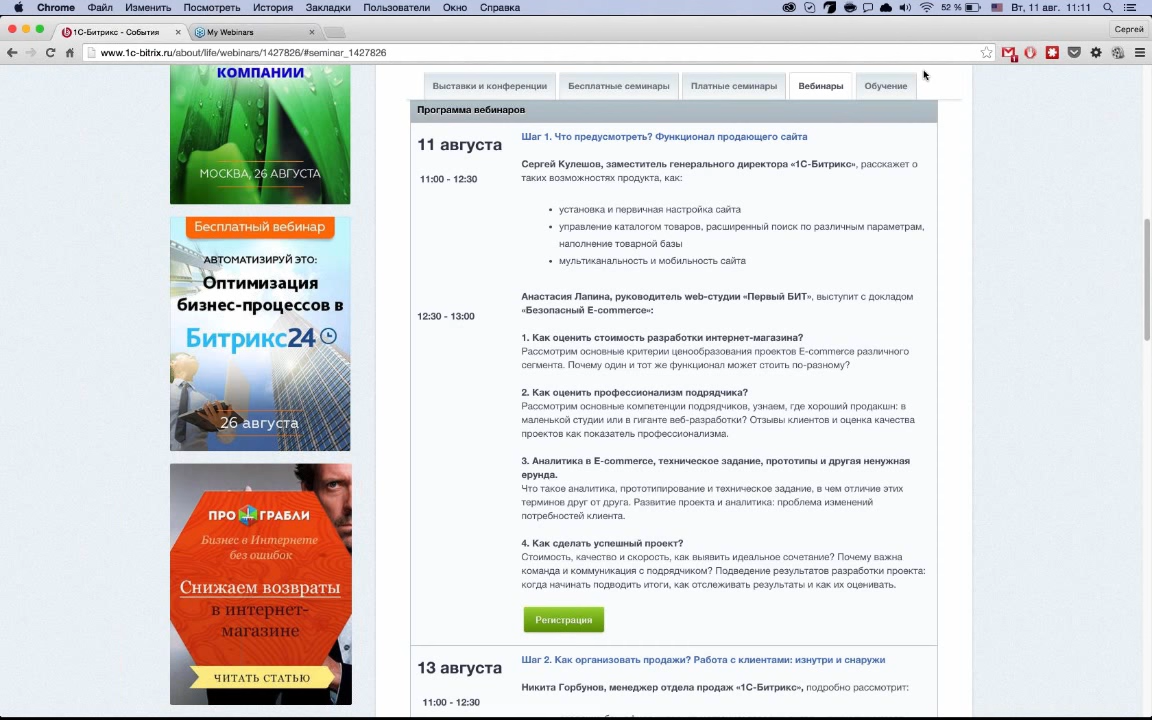 Chrome Файл Изменить Посмотреть История Закладки Пользователи Окно Справка 52 % Вт, 11 авг. 11:11
1С-Битрикс - События My Webinars Сергей
www.1c-bitrix.ru/about/life/webinars/1427826/#seminar_1427826
КОМПАНИИ
МОСКВА, 26 АВГУСТА
Бесплатный вебинар
АВТОМАТИЗИРУЙ ЭТО:
Оптимизация
бизнес-процессов в
Битрикс24
26 августа
ПРО ГРАБЛИ
Бизнес в Интернете
без ошибок
Снижаем возвраты
в интернет-
магазине
ЧИТАТЬ СТАТЬЮ
Выставки и конференции Бесплатные семинары Платные семинары Вебинары Обучение
Программа вебинаров
11 августа
11:00 - 12:30
Шаг 1. Что предусмотреть? Функционал продающего сайта
Сергей Кулешов, заместитель генерального директора «1С-Битрикс», расскажет о
таких возможностях продукта, как:
• установка и первичная настройка сайта
• управление каталогом товаров, расширенный поиск по различным параметрам,
наполнение товарной базы
• мультиканальность и мобильность сайта
12:30 - 13:00
Анастасия Лапина, руководитель web-студии «Первый БИТ», выступит с докладом
«Безопасный E-commerce»:
1. Как оценить стоимость разработки интернет-магазина?
Рассмотрим основные критерии ценообразования проектов E-commerce различного
сегмента. Почему один и тот же функционал может стоить по-разному?
2. Как оценить профессионализм подрядчика?
Рассмотрим основные компетенции подрядчиков, узнаем, где хороший продакшн: в
маленькой студии или в гиганте веб-разработки? Отзывы клиентов и оценка качества
проектов как показатель профессионализма.
3. Аналитика в E-commerce, техническое задание, прототипы и другая ненужная
ерунда.
Что такое аналитика, прототипирование и техническое задание, в чем отличие этих
терминов друг от друга. Развитие проекта и аналитика: проблема изменений
потребностей клиента.
4. Как сделать успешный проект?
Стоимость, качество и скорость, как выявить идеальное сочетание? Почему важна
команда и коммуникация с подрядчиком? Подведение результатов разработки проекта:
когда начинать подводить итоги, как отслеживать результаты и как их оценивать.
Регистрация
13 августа
11:00 - 12:30
Шаг 2. Как организовать продажи? Работа с клиентами: изнутри и снаружи
Никита Горбунов, менеджер отдела продаж «1С-Битрикс», подробно рассмотрит: